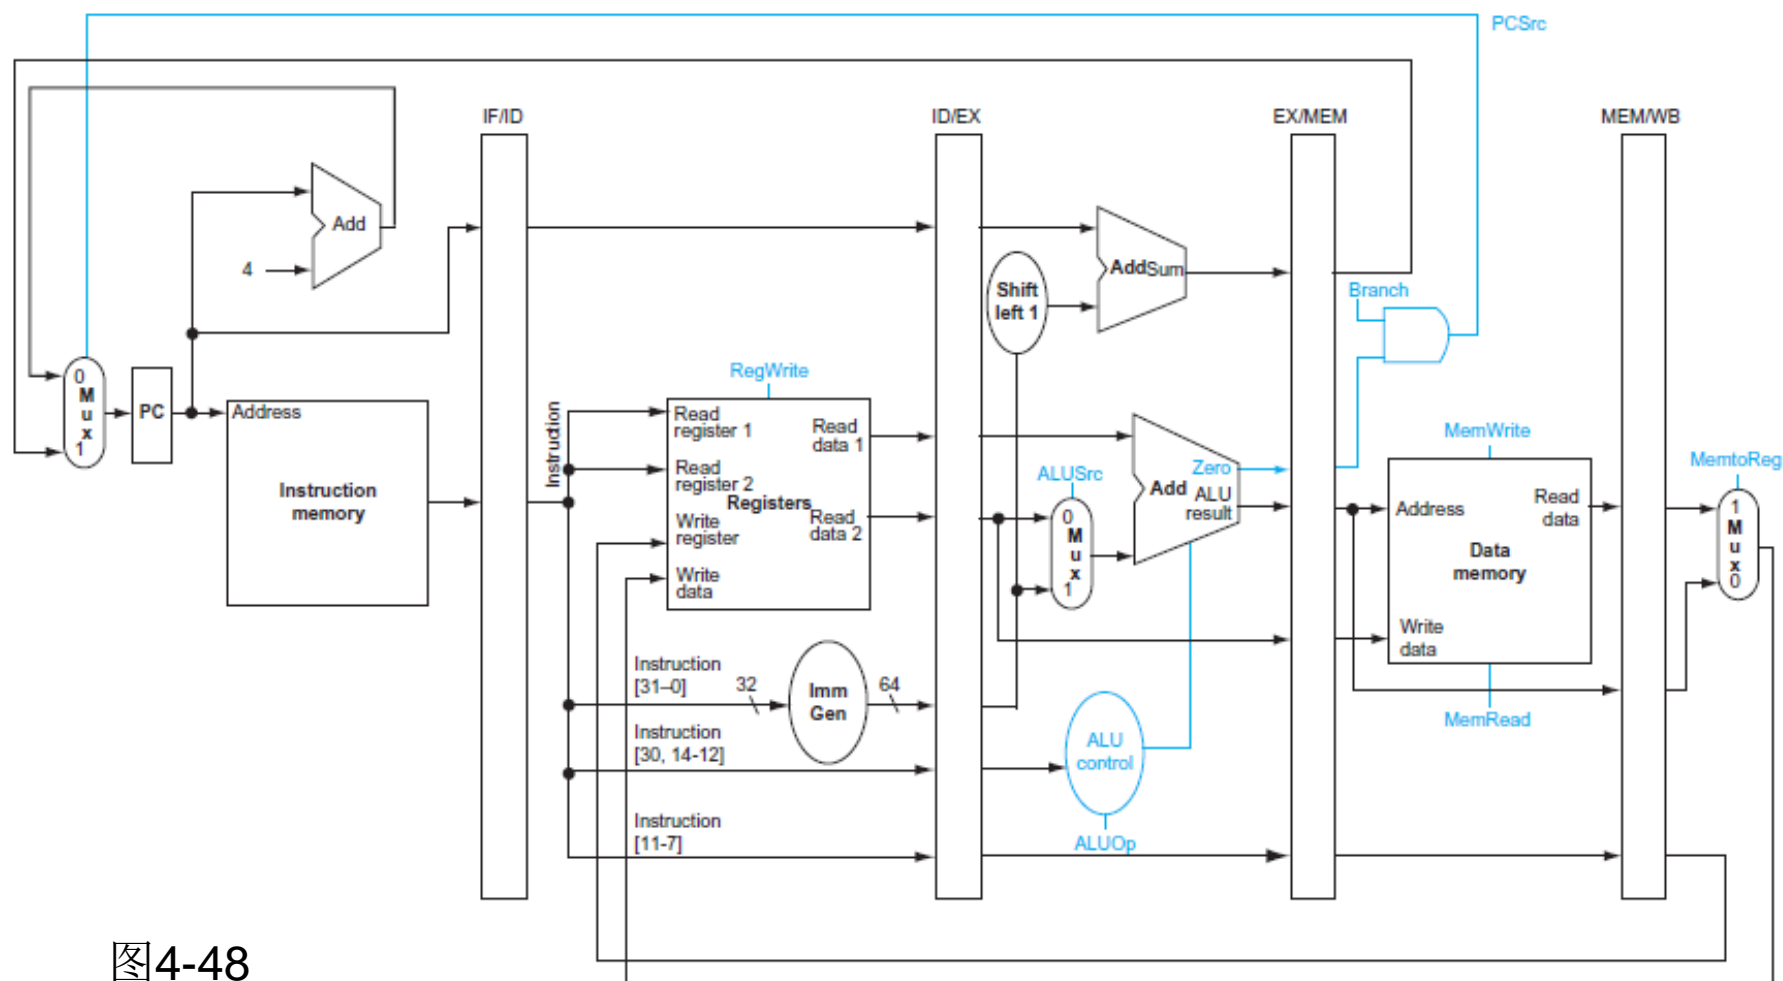 PCSrc
IF/ID
ID/EX
EX/MEM
MEM/WB
Add
4
Shift
left 1
AddSum
Branch
0
M
u
x
1
PC
Address
Instruction
memory
Instruction
RegWrite
Read
register 1
Read
data 1
Read
register 2
Registers
Write
register
Read
data 2
Write
data
ALUSrc
0
M
u
x
1
Zero
Add
ALU
result
MemWrite
Address
Read
data
Data
memory
Write
data
MemRead
MemtoReg
1
M
u
x
0
Instruction
[31–0]
32
Imm
Gen
64
Instruction
[30, 14-12]
ALU
control
Instruction
[11-7]
ALUOp
图4-48